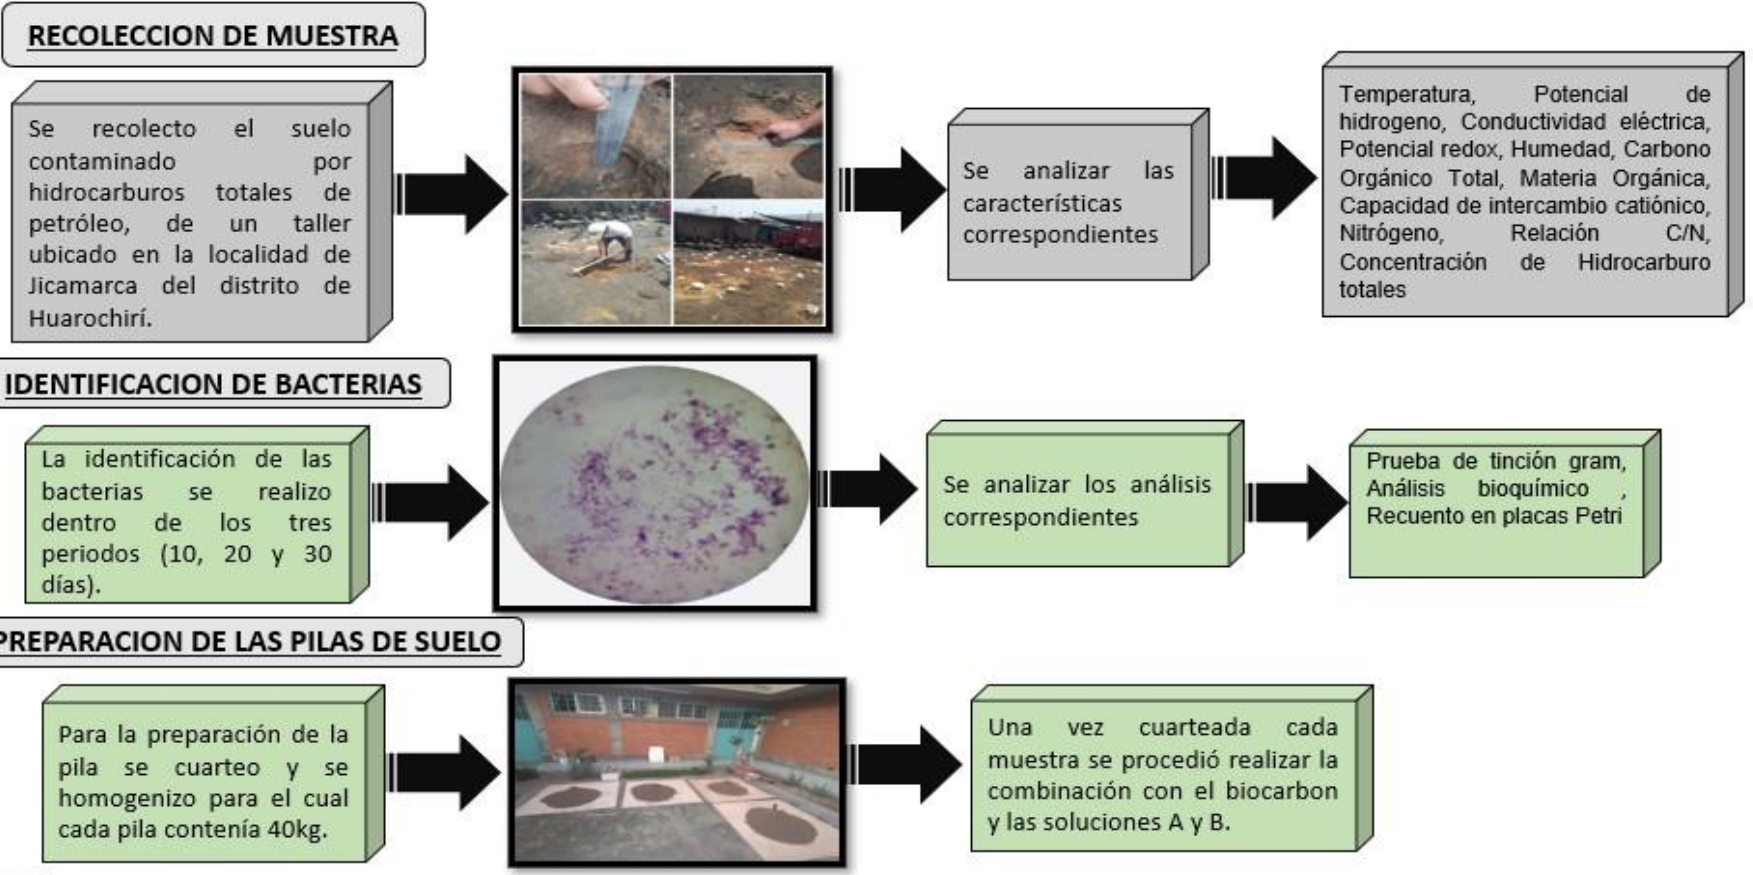 RECOLECCION DE MUESTRA
Se recolecto el suelo
contaminado por
hidrocarburos totales de
petróleo, de un taller
ubicado en la localidad de
Jicamarca del distrito de
Huarochirí.
Se analizar las
características
correspondientes
Temperatura, Potencial de
hidrogeno, Conductividad eléctrica,
Potencial redox, Humedad, Carbono
Orgánico Total, Materia Orgánica,
Capacidad de intercambio catiónico,
Nitrógeno, Relación C/N,
Concentración de Hidrocarburo
totales
IDENTIFICACION DE BACTERIAS
La identificación de las
bacterias se realizo
dentro de los tres
periodos (10, 20 y 30
días).
Se analizar los análisis
correspondientes
Prueba de tinción gram,
Análisis bioquímico ,
Recuento en placas Petri
PREPARACION DE LAS PILAS DE SUELO
Para la preparación de la
pila se cuarteo y se
homogenizo para el cual
cada pila contenía 40kg.
Una vez cuarteada cada
muestra se procedió realizar la
combinación con el biocarbon
y las soluciones A y B.